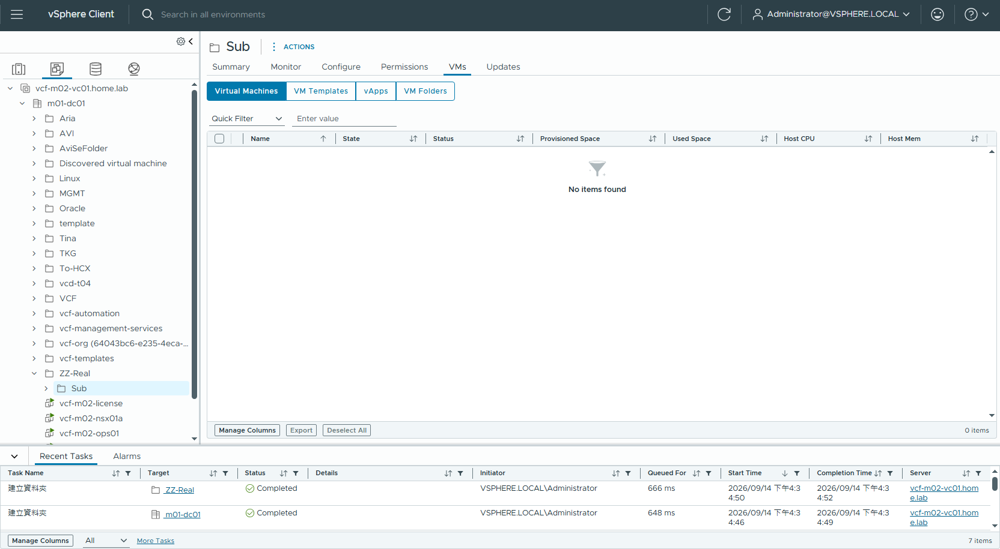 vSphere Client
Search in all environments
Administrator@VSPHERE.LOCAL
vcf-m02-vc01.home.lab
m01-dc01
Aria
AVI
AviSeFolder
Discovered virtual machine
Linux
MGMT
Oracle
template
Tina
TKG
To-HCX
vcd-t04
VCF
vcf-automation
vcf-management-services
vcf-org (64043bc6-e235-4eca-...
vcf-templates
ZZ-Real
Sub
vcf-m02-license
vcf-m02-nsx01a
vcf-m02-ops01
Sub
ACTIONS
Summary Monitor Configure Permissions VMs Updates
Virtual Machines VM Templates vApps VM Folders
Quick Filter Enter value
Name State Status Provisioned Space Used Space Host CPU Host Mem
No items found
Manage Columns Export Deselect All 0 items
Recent Tasks Alarms
Task Name Target Status Details Initiator Queued For Start Time Completion Time Server
建立資料夾 ZZ-Real Completed VSPHERE.LOCAL\Administrator 666 ms 2026/09/14 下午4:3 2026/09/14 下午4:3 vcf-m02-vc01.hom
4:50 4:52 e.lab
建立資料夾 m01-dc01 Completed VSPHERE.LOCAL\Administrator 648 ms 2026/09/14 下午4:3 2026/09/14 下午4:3 vcf-m02-vc01.hom
4:46 4:49 e.lab
Manage Columns All More Tasks 7 items